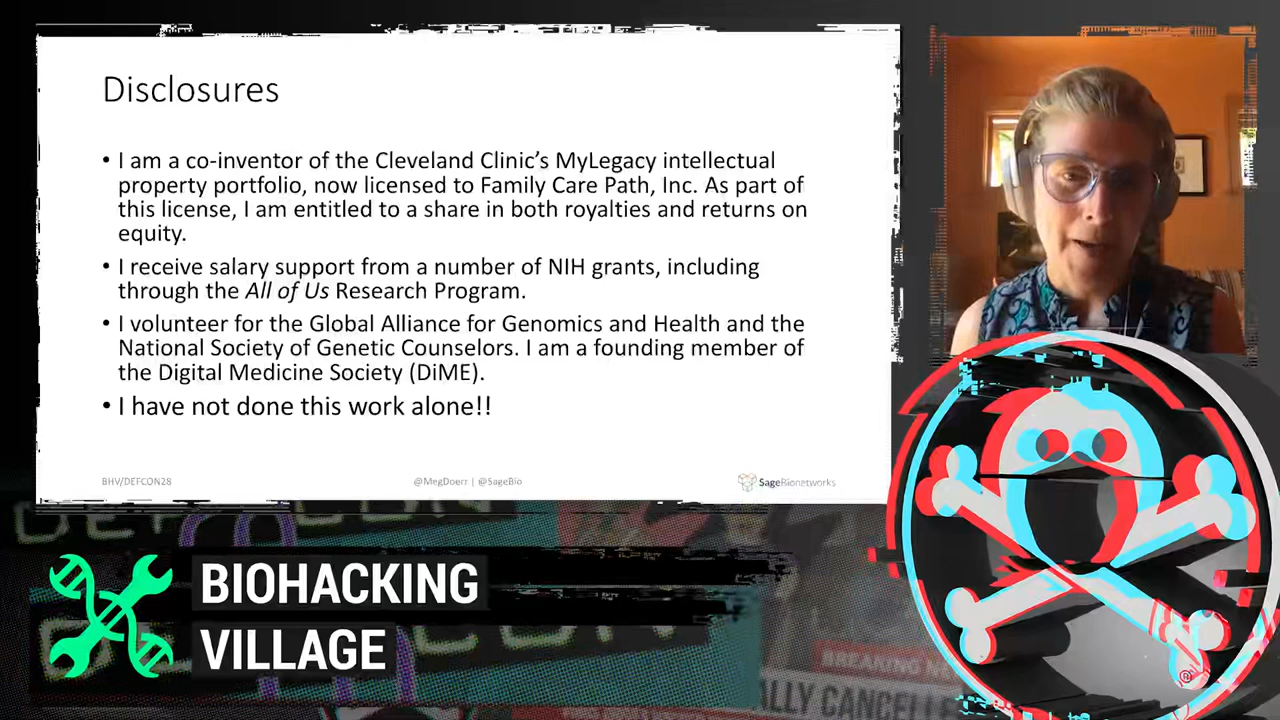 Disclosures
• I am a co-inventor of the Cleveland Clinic's MyLegacy intellectual
property portfolio, now licensed to Family Care Path, Inc. As part of
this license, I am entitled to a share in both royalties and returns on
equity.
• I receive salary support from a number of NIH grants, including
through the All of Us Research Program.
• I volunteer for the Global Alliance for Genomics and Health and the
National Society of Genetic Counselors. I am a founding member of
the Digital Medicine Society (DiME).
• I have not done this work alone!!
BHV/DEFCON28
@MegDoerr | @SageBio
SageBionetworks
BIOHACKING
VILLAGE
BREAKING
ALLY CANCELLE
®